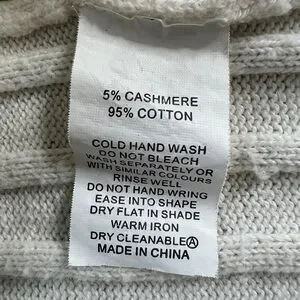 5% CASHMERE
95% COTTON
COLD HAND WASH
DO NOT BLEACH
WASH SEPARATELY OR
WITH SIMILAR COLOURS
RINSE WELL
DO NOT HAND WRING
EASE INTO SHAPE
DRY FLAT IN SHADE
WARM IRON
DRY CLEANABLE Ⓐ
MADE IN CHINA